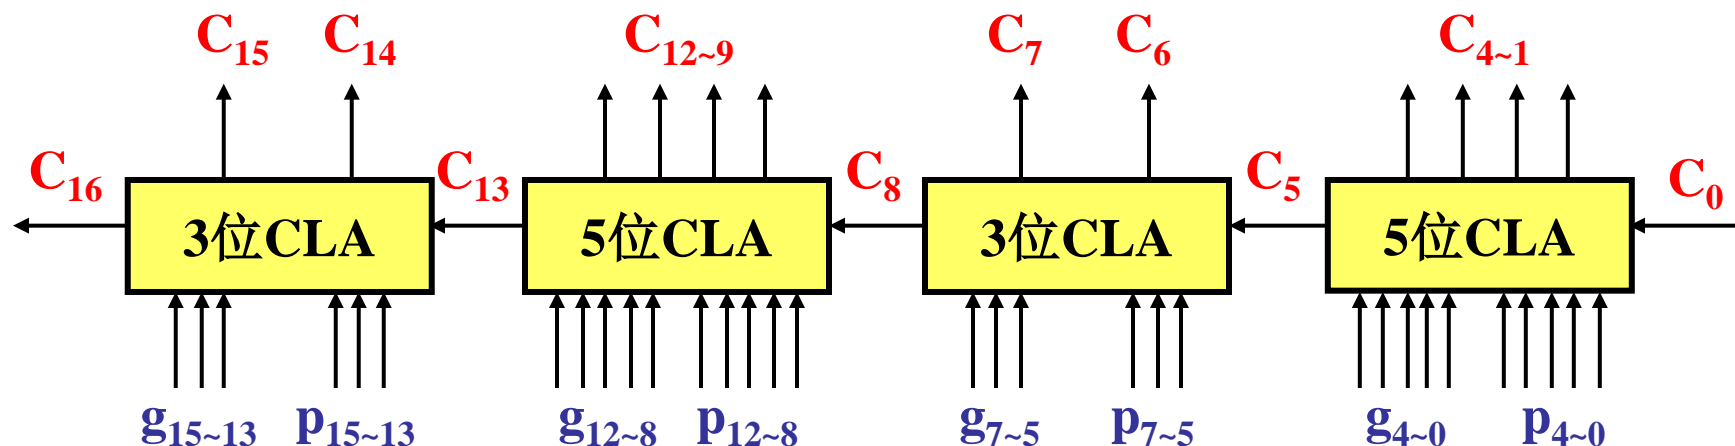 C15 C14 C12~9 C7 C6 C4~1
C16 C13 C8 C5 C0
3位CLA 5位CLA 3位CLA 5位CLA
g15~13 p15~13 g12~8 p12~8 g7~5 p7~5 g4~0 p4~0